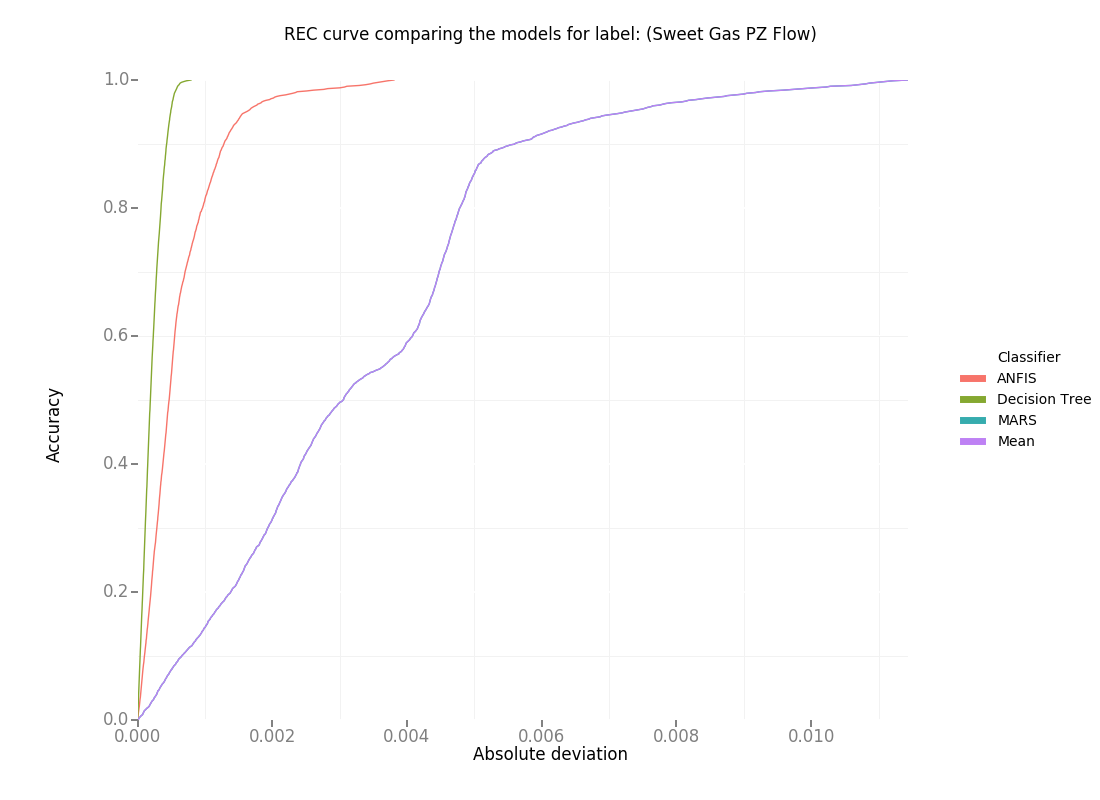 REC curve comparing the models for label: (Sweet Gas PZ Flow)
1.0
0.8
0.6
0.4
0.2
0.0
Accuracy
0.000 0.002 0.004 0.006 0.008 0.010
Absolute deviation
Classifier
ANFIS
Decision Tree
MARS
Mean